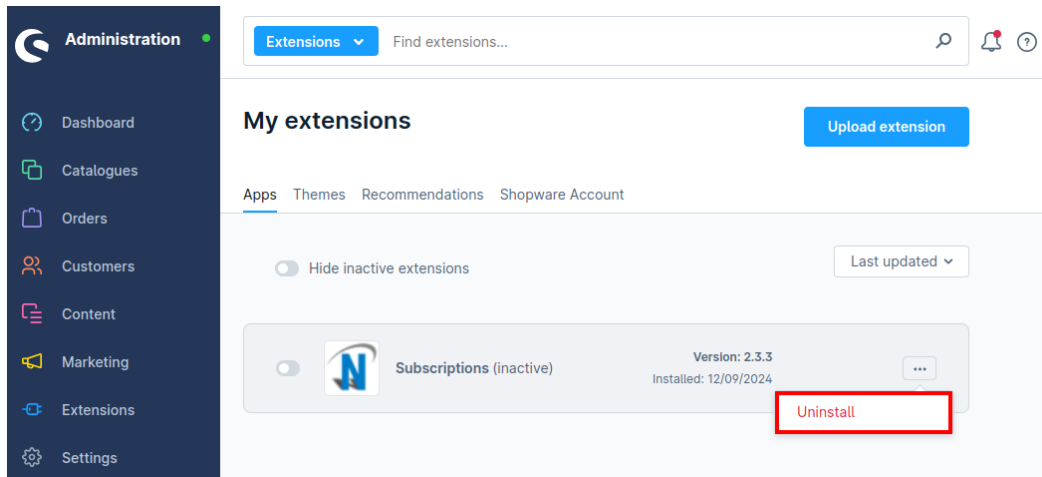 Administration
Extensions
Find extensions...
Dashboard
Catalogues
Orders
Customers
Content
Marketing
Extensions
Settings
My extensions
Upload extension
Apps Themes Recommendations Shopware Account
Hide inactive extensions
Last updated
N
Subscriptions (inactive)
Version: 2.3.3
Installed: 12/09/2024
Uninstall